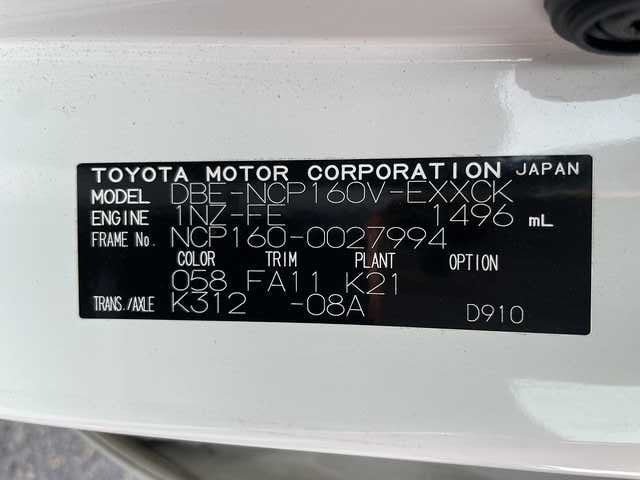 TOYOTA MOTOR CORPORATION JAPAN
MODEL DBE-NCP160V-EXXCK
ENGINE 1NZ-FE 1496 mL
FRAME No. NCP160-0027994
COLOR TRIM PLANT OPTION
058 FA11 K21
TRANS./AXLE K312 -08A D910